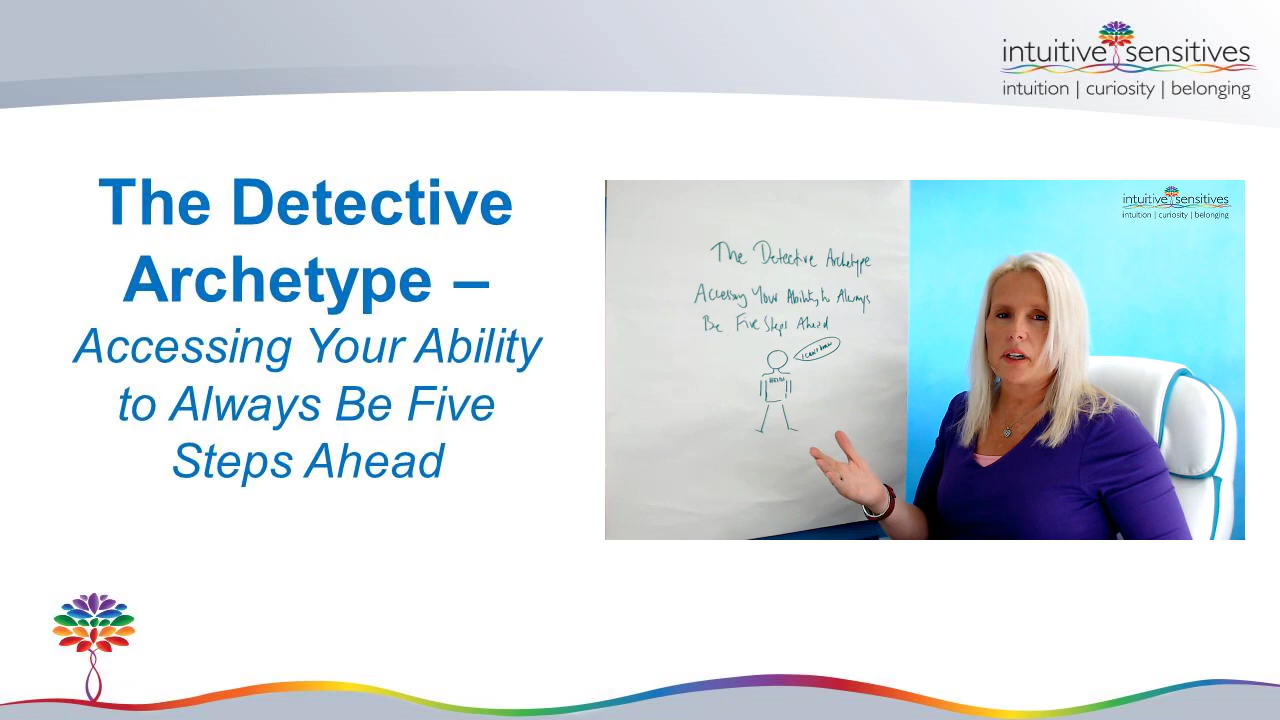 intuitive sensitives
intuition | curiosity | belonging
The Detective
Archetype –
Accessing Your Ability
to Always Be Five
Steps Ahead
intuitive sensitives
intuition | curiosity | belonging
The Detective Archetype
Accessing Your Ability to Always
Be Five Steps Ahead